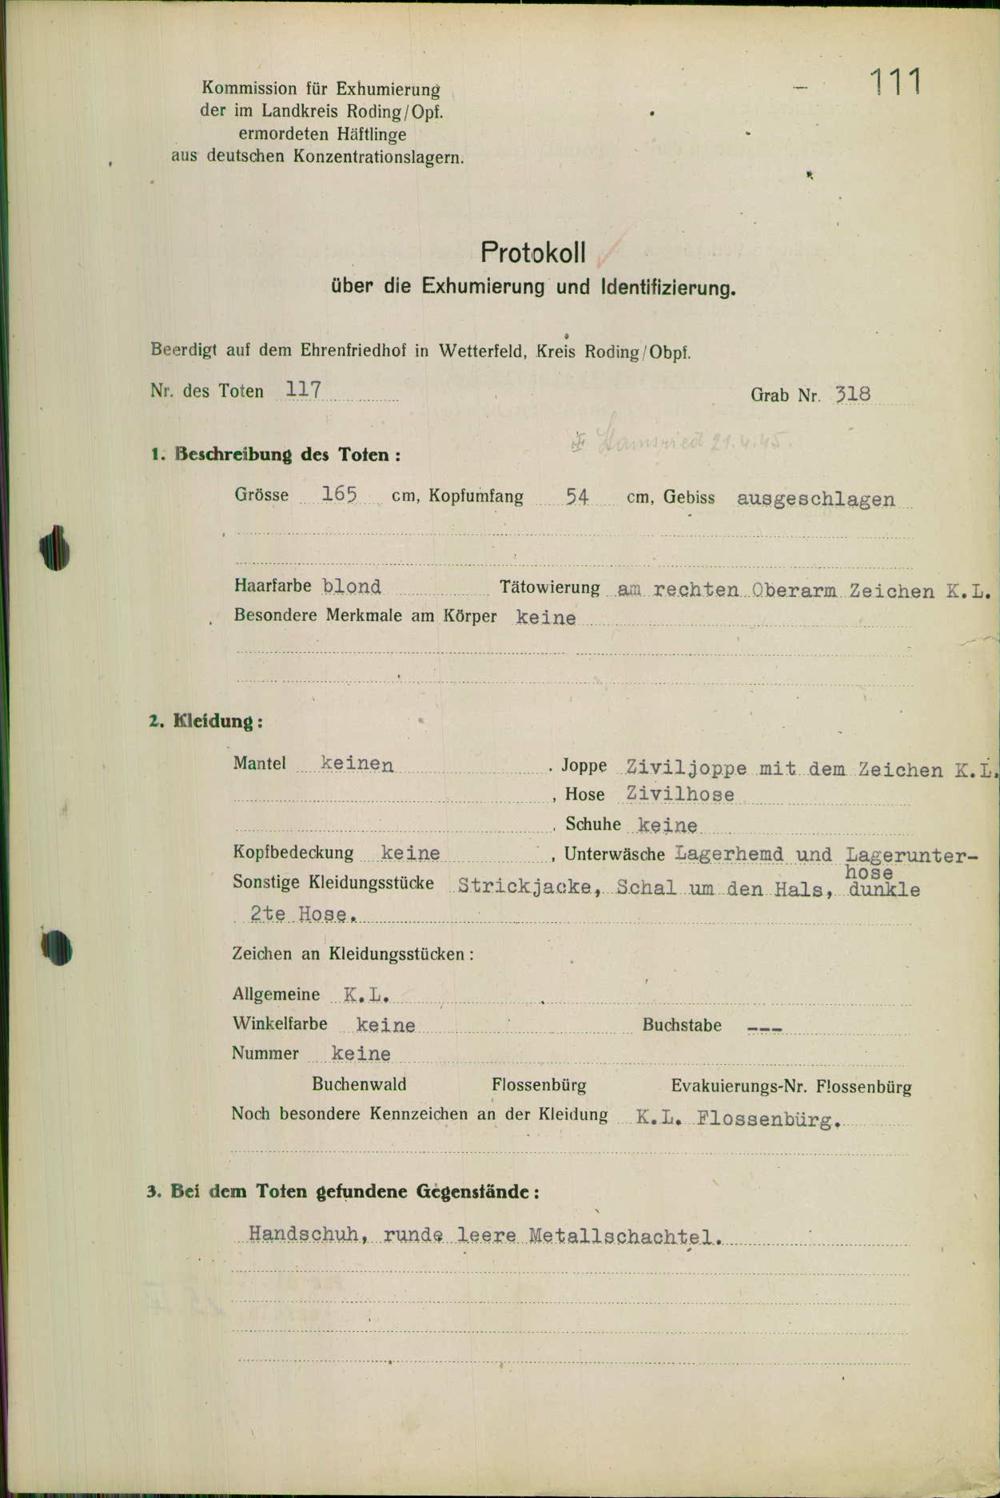 111
Kommission für Exhumierung
der im Landkreis Roding/Opf.
ermordeten Häftlinge
aus deutschen Konzentrationslagern.
Protokoll
über die Exhumierung und Identifizierung.
Beerdigt auf dem Ehrenfriedhof in Wetterfeld, Kreis Roding/Obpf.
Nr. des Toten 117 Grab Nr. 318
Stamsried 21.4.45.
1. Beschreibung des Toten :
Grösse 165 cm, Kopfumfang 54 cm, Gebiss ausgeschlagen
Haarfarbe blond Tätowierung am rechten Oberarm Zeichen K.L.
Besondere Merkmale am Körper keine
2. Kleidung :
Mantel keinen , Joppe Ziviljoppe mit dem Zeichen K.L.
, Hose Zivilhose
, Schuhe keine
Kopfbedeckung keine , Unterwäsche Lagerhemd und Lagerunter-
hose
Sonstige Kleidungsstücke Strickjacke, Schal um den Hals, dunkle
2te Hose.
Zeichen an Kleidungsstücken :
Allgemeine K.L.
Winkelfarbe keine Buchstabe ---
Nummer keine
Buchenwald Flossenbürg Evakuierungs-Nr. Flossenbürg
Noch besondere Kennzeichen an der Kleidung K.L. Flossenbürg.
3. Bei dem Toten gefundene Gegenstände :
Handschuh, runde leere Metallschachtel.